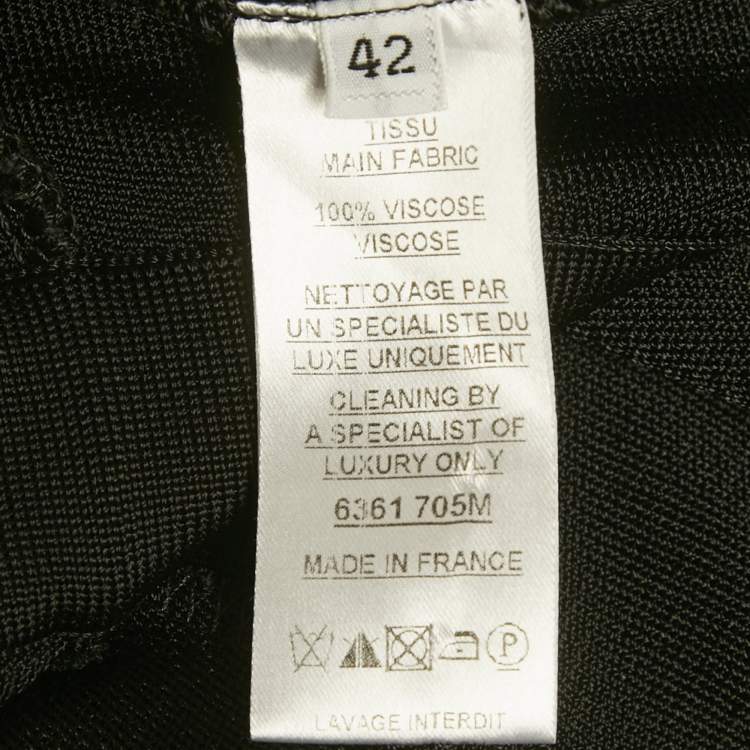 42
TISSU
MAIN FABRIC
100% VISCOSE
VISCOSE
NETTOYAGE PAR
UN SPECIALISTE DU
LUXE UNIQUEMENT
CLEANING BY
A SPECIALIST OF
LUXURY ONLY
6361 705M
MADE IN FRANCE
P
LAVAGE INTERDIT